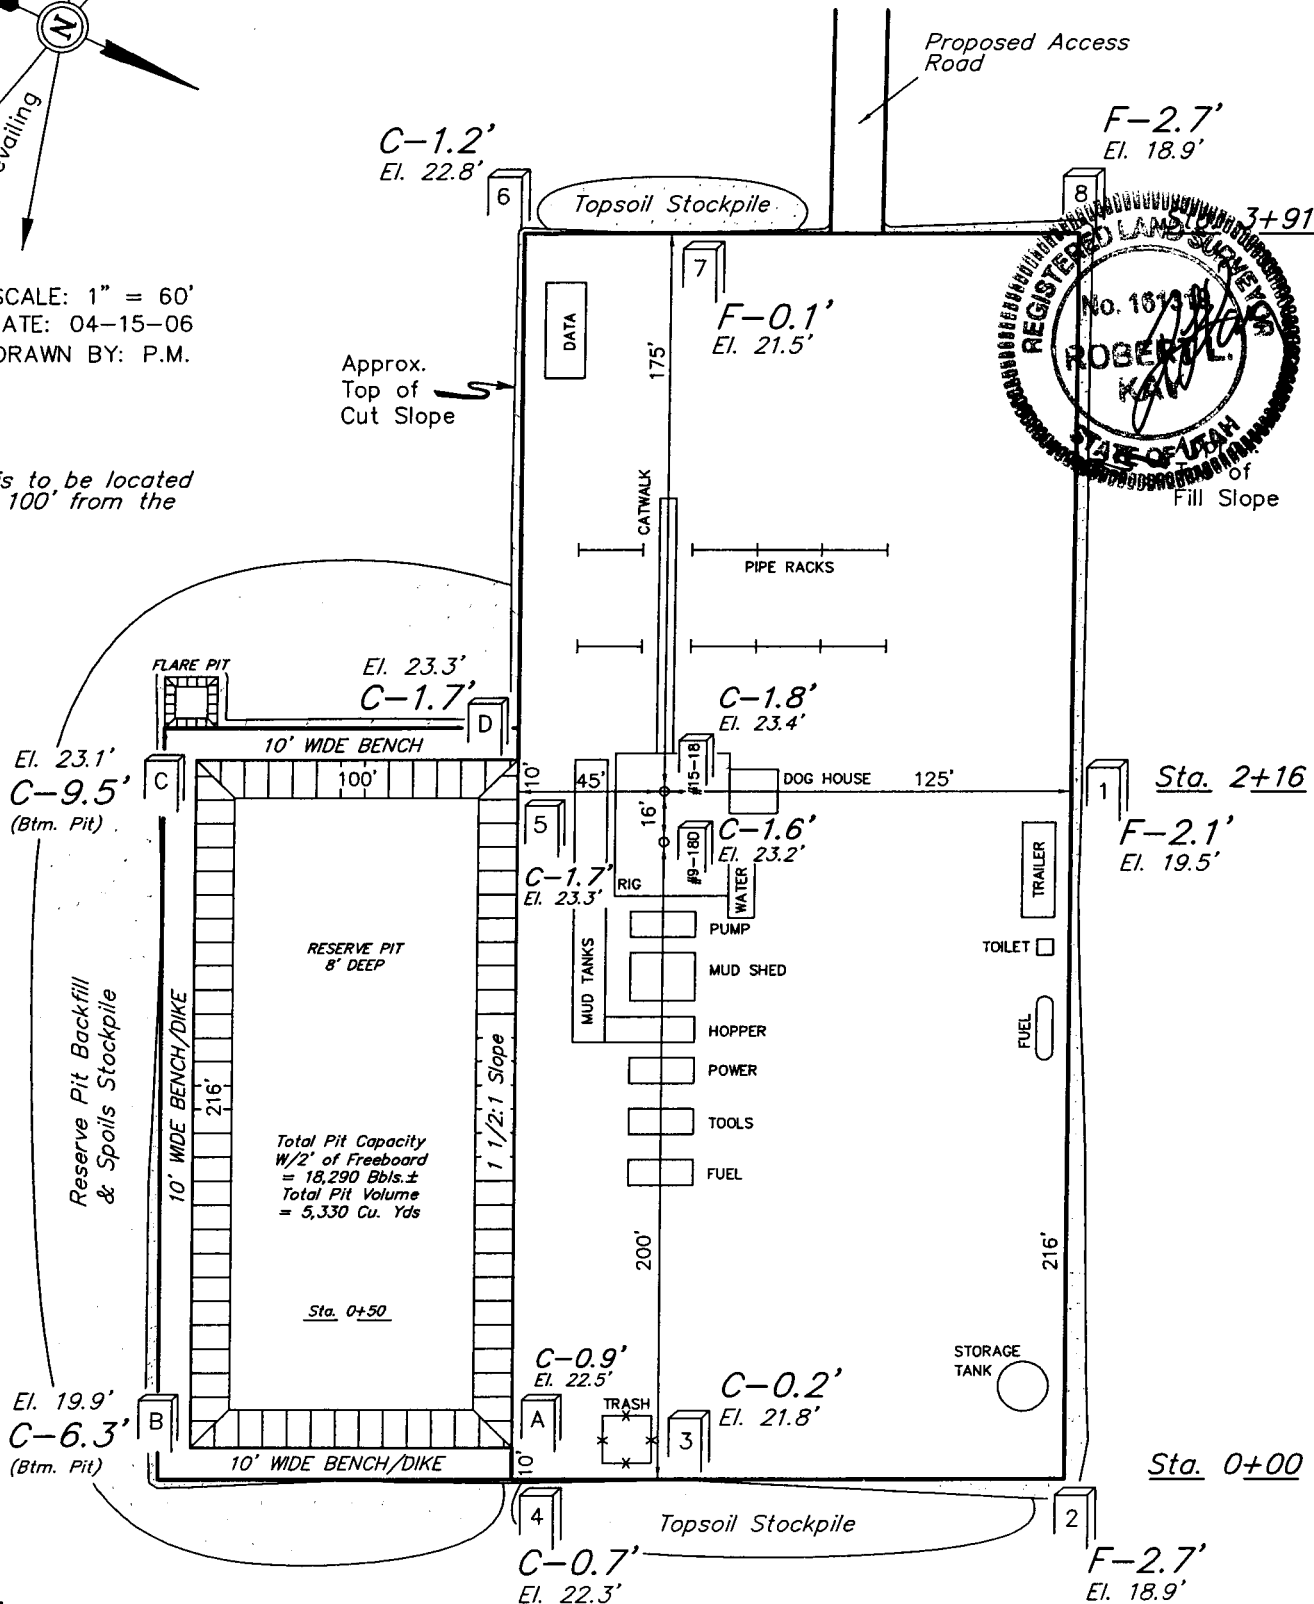 N
Proposed Access
Road
C-1.2'
El. 22.8'
6
Topsoil Stockpile
F-2.7'
El. 18.9'
8
3+91
REGISTERED LAND SURVEYOR
No.
ROBERT L.
STATE OF UTAH
of
Fill Slope
SCALE: 1" = 60'
DATE: 04-15-06
DRAWN BY: P.M.
7
F-0.1'
El. 21.5'
175'
DATA
Approx.
Top of
Cut Slope
is to be located
100' from the
CATWALK
PIPE RACKS
FLARE PIT
El. 23.3'
C-1.7'
D
10' WIDE BENCH
C-1.8'
El. 23.4'
#15-18
El. 23.1'
C-9.5'
(Btm. Pit)
C
100'
10'
45'
DOG HOUSE
125'
1
Sta. 2+16
F-2.1'
El. 19.5'
5
16'
C-1.6'
El. 23.2'
#9-18D
C-1.7'
El. 23.3'
RIG
WATER
TRAILER
PUMP
TOILET
RESERVE PIT
8' DEEP
MUD TANKS
MUD SHED
HOPPER
FUEL
POWER
TOOLS
FUEL
Reserve Pit Backfill
& Spoils Stockpile
10' WIDE BENCH/DIKE
216'
1 1/2:1 Slope
Total Pit Capacity
W/2' of Freeboard
= 18,290 Bbls.±
Total Pit Volume
= 5,330 Cu. Yds
200'
216'
Sta. 0+50
STORAGE
TANK
C-0.9'
El. 22.5'
TRASH
C-0.2'
El. 21.8'
3
A
El. 19.9'
C-6.3'
(Btm. Pit)
B
10' WIDE BENCH/DIKE
10'
Sta. 0+00
4
C-0.7'
El. 22.3'
Topsoil Stockpile
2
F-2.7'
El. 18.9'